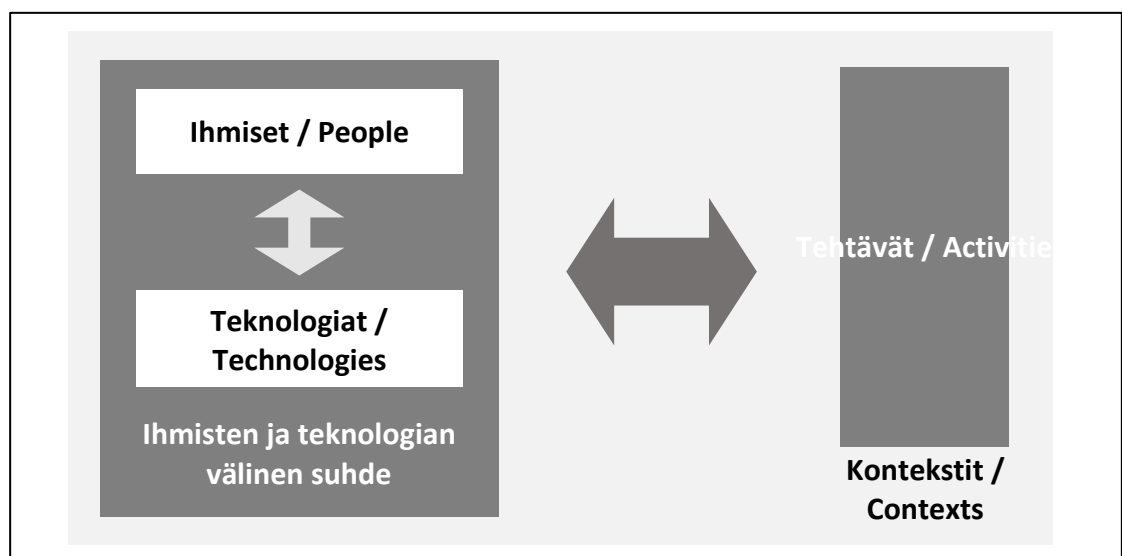 Ihmiset / People
Teknologiat /
Technologies
Ihmisten ja teknologian
välinen suhde
Tehtävät / Activitie
Kontekstit /
Contexts